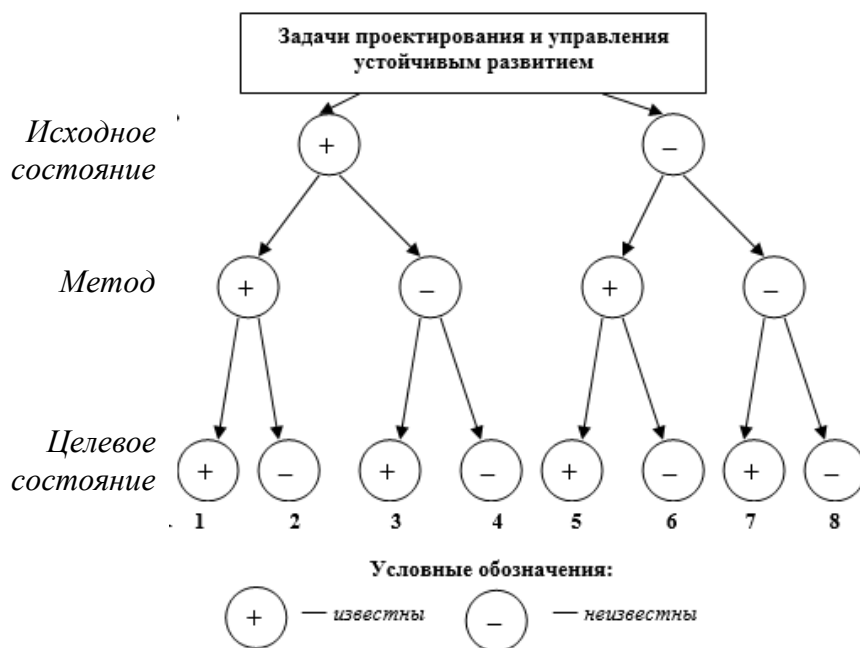 Задачи проектирования и управления
устойчивым развитием
Исходное
состояние
+ –
Метод
+ – + –
Целевое
состояние
+ – + – + – + –
1 2 3 4 5 6 7 8
Условные обозначения:
+ — известны – — неизвестны